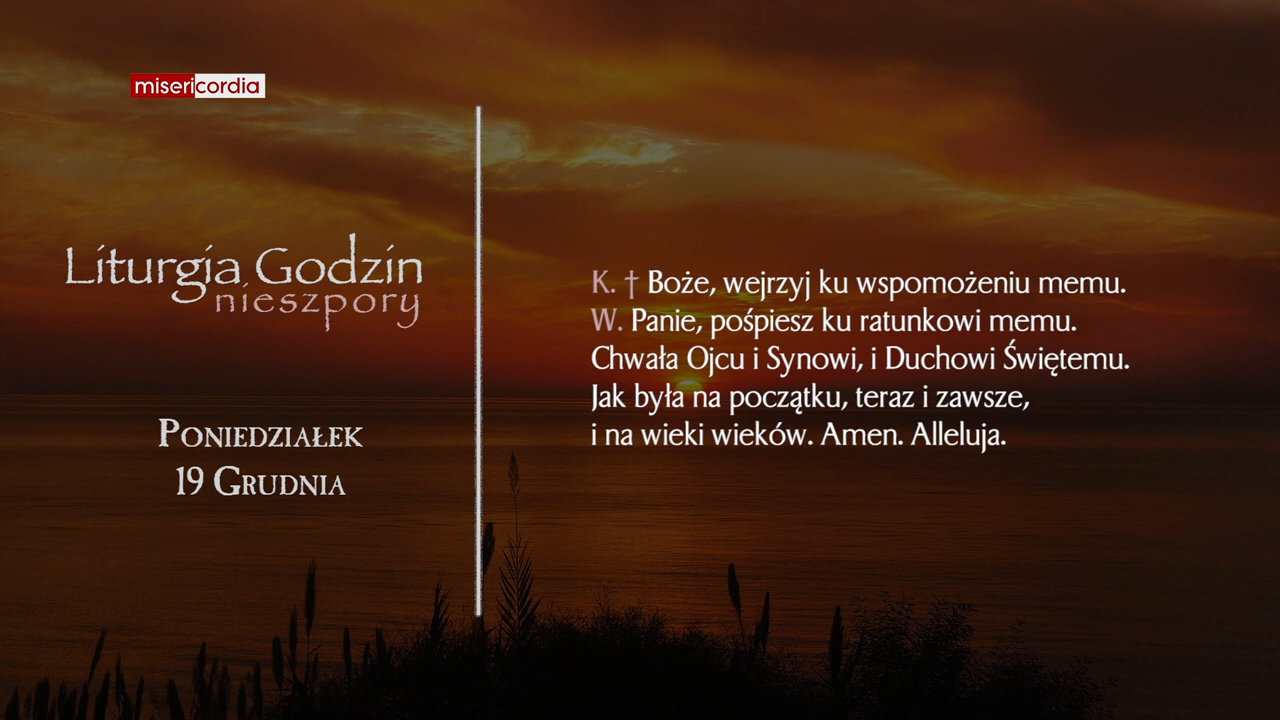 misericordia
Liturgia Godzin
nieszpory
Poniedziałek
19 Grudnia
K. † Boże, wejrzyj ku wspomożeniu memu.
W. Panie, pośpiesz ku ratunkowi memu.
Chwała Ojcu i Synowi, i Duchowi Świętemu.
Jak była na początku, teraz i zawsze,
i na wieki wieków. Amen. Alleluja.